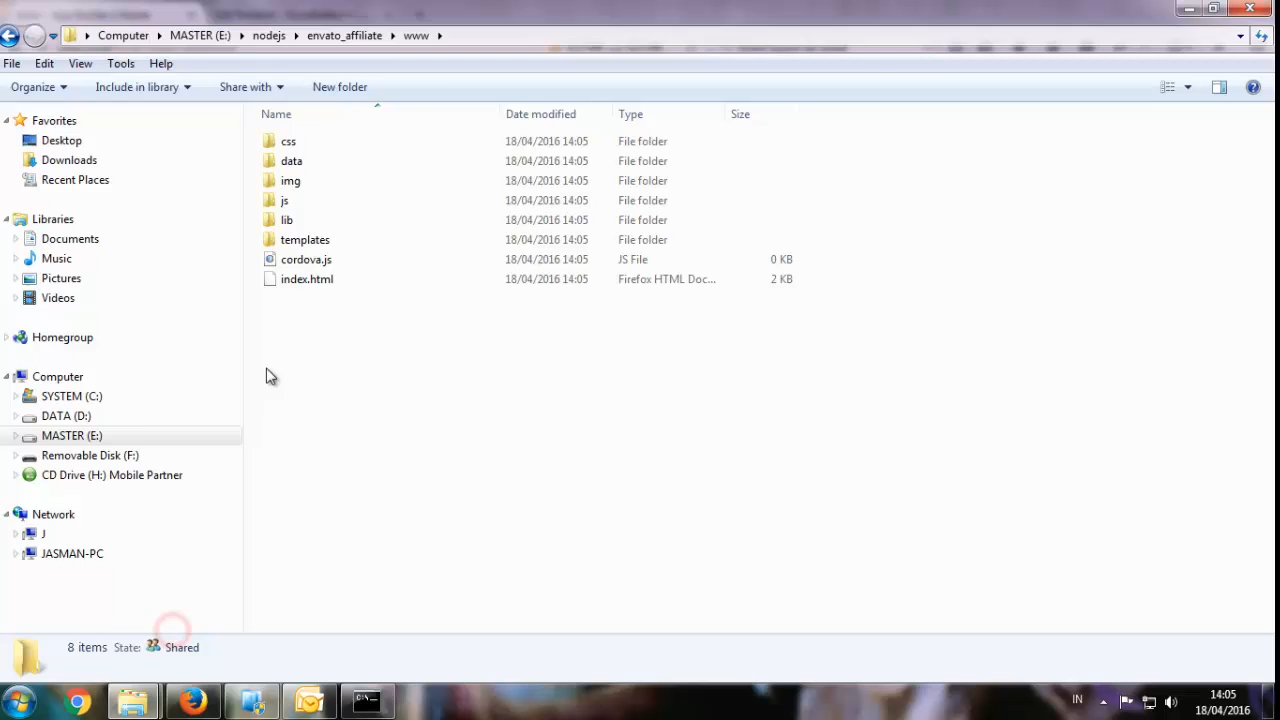 Computer MASTER (E:) nodejs envato_affiliate www
File Edit View Tools Help
Organize Include in library Share with New folder
Name Date modified Type Size
Favorites
Desktop
Downloads
Recent Places
Libraries
Documents
Music
Pictures
Videos
Homegroup
Computer
SYSTEM (C:)
DATA (D:)
MASTER (E:)
Removable Disk (F:)
CD Drive (H:) Mobile Partner
Network
J
JASMAN-PC
css 18/04/2016 14:05 File folder
data 18/04/2016 14:05 File folder
img 18/04/2016 14:05 File folder
js 18/04/2016 14:05 File folder
lib 18/04/2016 14:05 File folder
templates 18/04/2016 14:05 File folder
cordova.js 18/04/2016 14:05 JS File 0 KB
index.html 18/04/2016 14:05 Firefox HTML Doc... 2 KB
8 items State: Shared
IN 14:05
18/04/2016